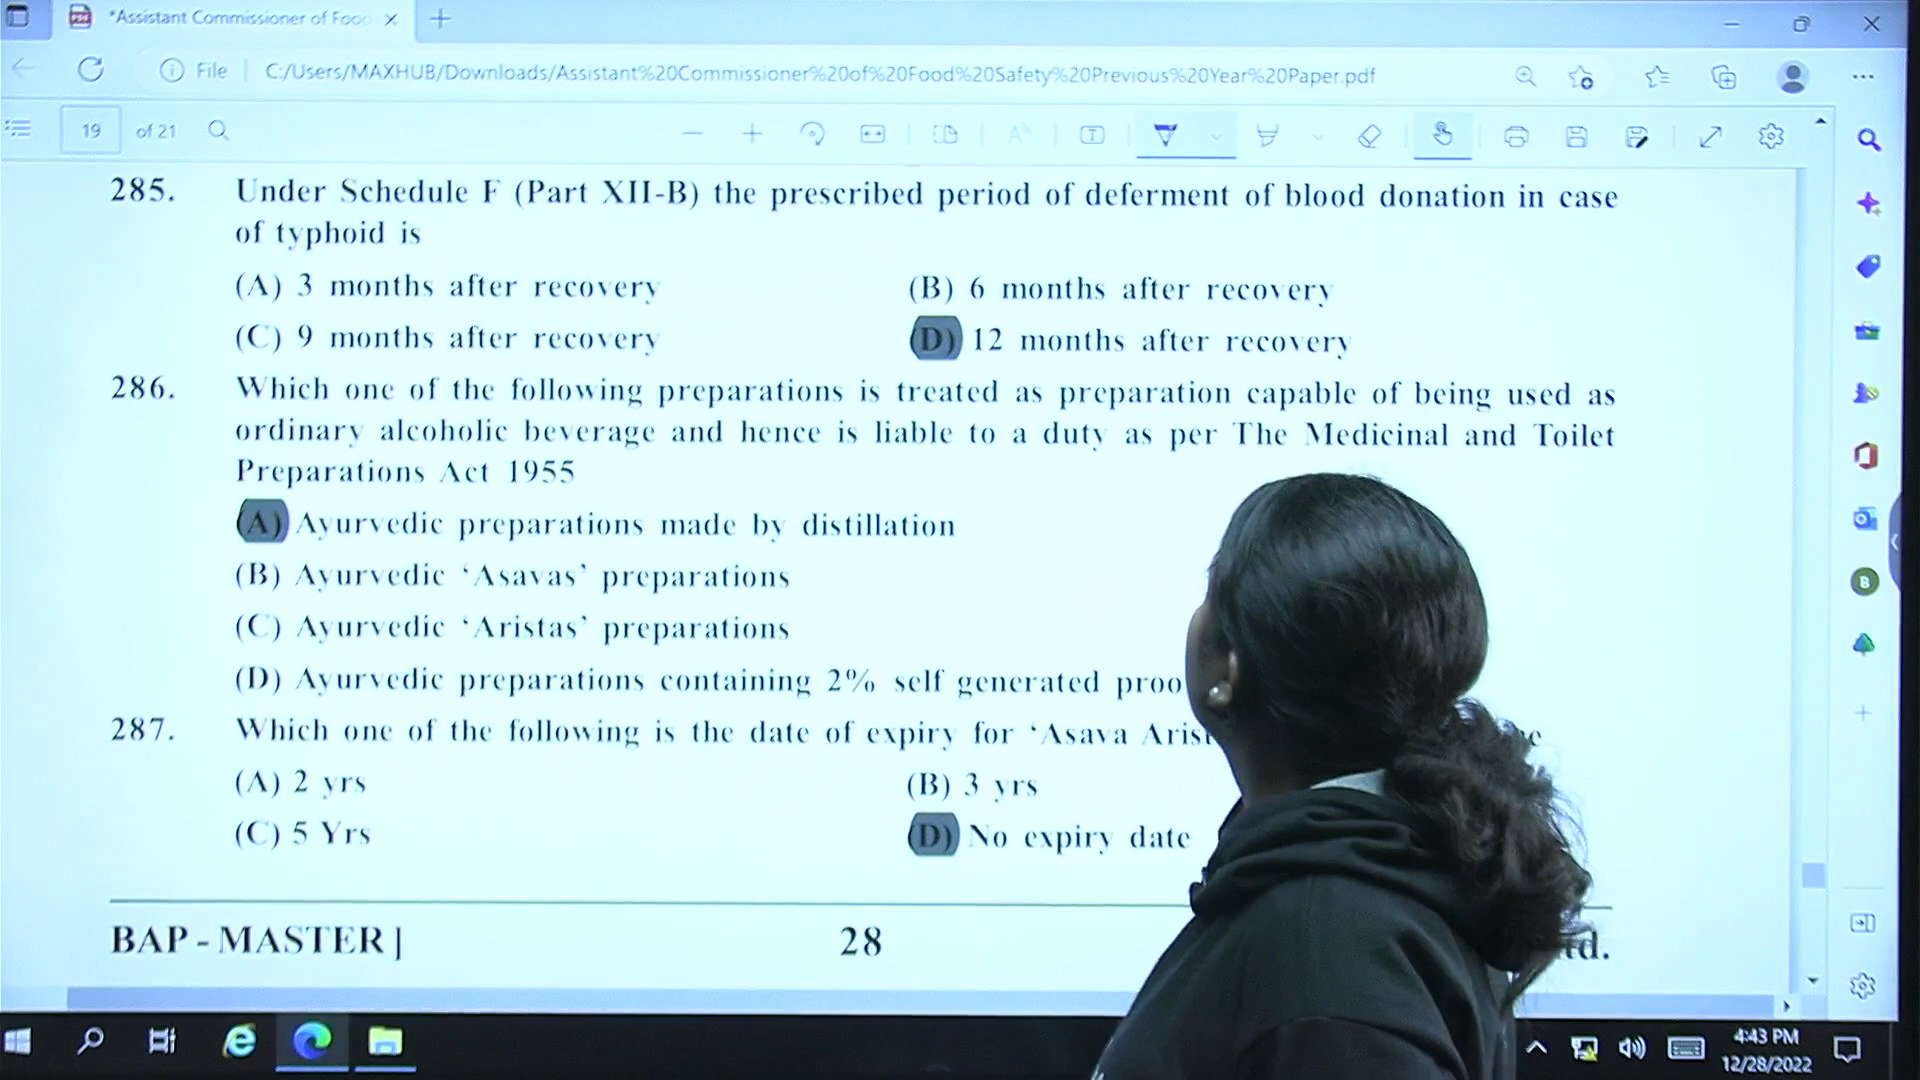 *Assistant Commissioner of Foo
File
C:/Users/MAXHUB/Downloads/Assistant%20Commissioner%20of%20Food%20Safety%20Previous%20Year%20Paper.pdf
19 of 21
285. Under Schedule F (Part XII-B) the prescribed period of deferment of blood donation in case
of typhoid is
(A) 3 months after recovery (B) 6 months after recovery
(C) 9 months after recovery (D) 12 months after recovery
286. Which one of the following preparations is treated as preparation capable of being used as
ordinary alcoholic beverage and hence is liable to a duty as per The Medicinal and Toilet
Preparations Act 1955
(A) Ayurvedic preparations made by distillation
(B) Ayurvedic ‘Asavas’ preparations
(C) Ayurvedic ‘Aristas’ preparations
(D) Ayurvedic preparations containing 2% self generated
287. Which one of the following is the date of expiry for ‘Asava
(A) 2 yrs (B) 3 yrs
(C) 5 Yrs (D) No expiry date
BAP - MASTER ] 28
4:43 PM
12/28/2022